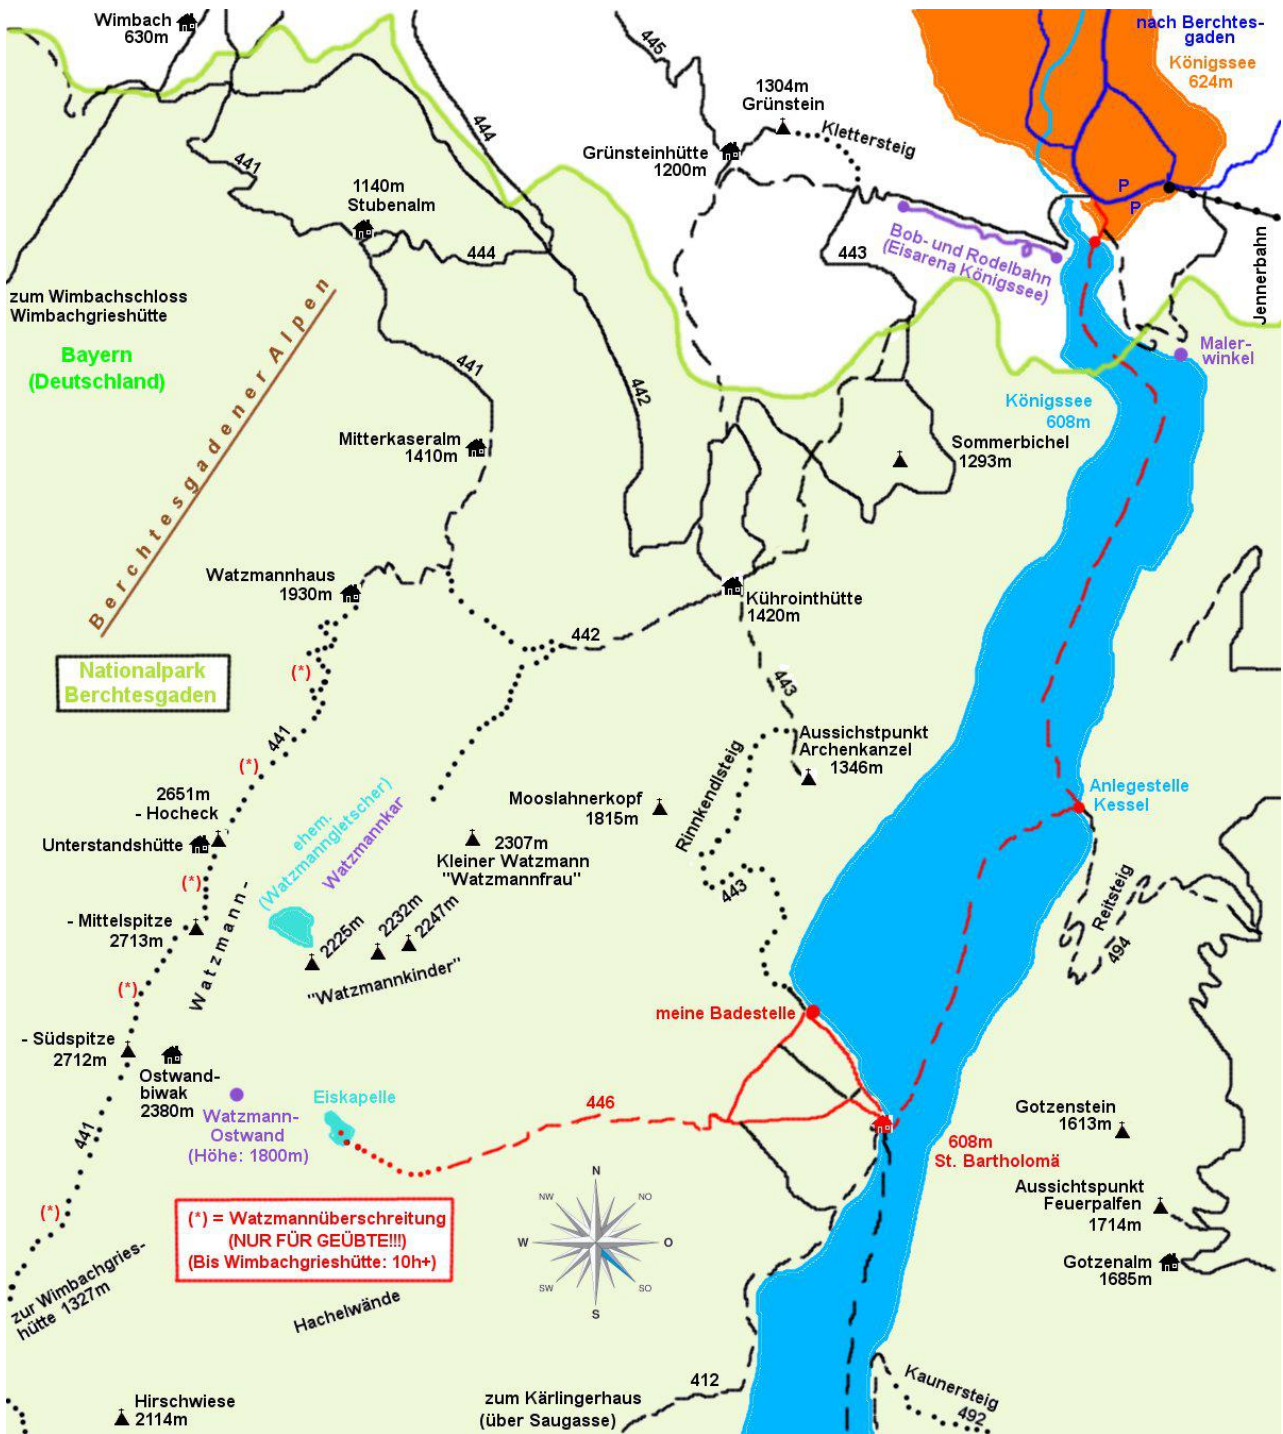 Wimbach
630m
nach Berchtes-
gaden
Königssee
624m
445
1304m
Grünstein
Klettersteig
444
Grünsteinhütte
1200m
441
1140m
Stubenalm
P
P
444
443
Bob- und Rodelbahn
(Eisarena Königssee)
Jennerbahn
zum Wimbachschloss
Wimbachgrieshütte
Bayern
(Deutschland)
Berchtesgadener Alpen
441
442
Maler-
winkel
Königssee
608m
Mitterkaseralm
1410m
Sommerbichel
1293m
Watzmannhaus
1930m
Kührointhütte
1420m
442
Nationalpark
Berchtesgaden
(*)
443
441
(*)
Aussichstpunkt
Archenkanzel
1346m
Rinnkendlsteig
2651m
- Hocheck
Unterstandshütte
ehem.
(Watzmanngletscher)
Watzmannkar
Mooslahnerkopf
1815m
Anlegestelle
Kessel
2307m
Kleiner Watzmann
"Watzmannfrau"
(*)
443
Reitsteig
494
- Mittelspitze
2713m
Watzmann-
2225m
2232m
2247m
"Watzmannkinder"
(*)
meine Badestelle
- Südspitze
2712m
Ostwand-
biwak
2380m
Watzmann-
Ostwand
(Höhe: 1800m)
Eiskapelle
446
441
Gotzenstein
1613m
608m
St. Bartholomä
Aussichtspunkt
Feuerpalfen
1714m
(*)
(*) = Watzmannüberschreitung
(NUR FÜR GEÜBTE!!!)
(Bis Wimbachgrieshütte: 10h+)
N
NW
NO
W
O
SW
SO
S
Gotzenalm
1685m
zur Wimbachgries-
hütte 1327m
Hachelwände
Hirschwiese
2114m
zum Kärlingerhaus
(über Saugasse)
412
Kaunersteig
492